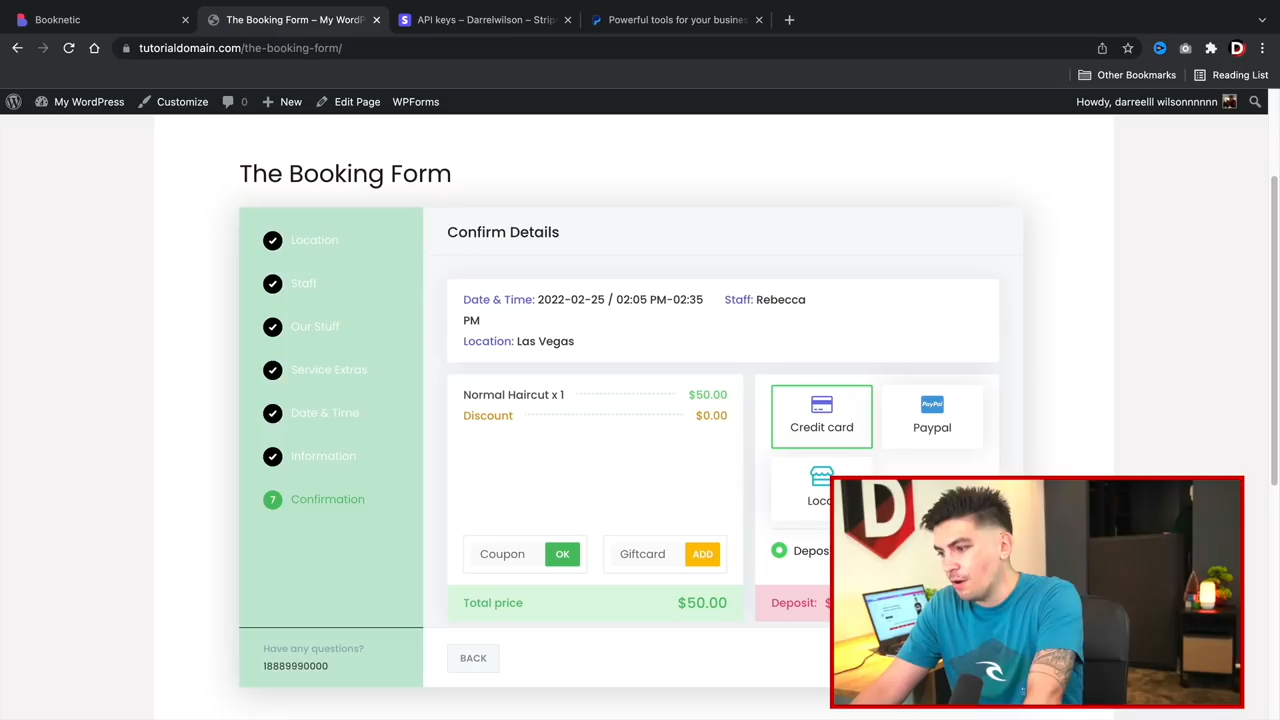 Booknetic
The Booking Form – My WordP
API keys – Darrelwilson – Strip
Powerful tools for your busines
tutorialdomain.com/the-booking-form/
Other Bookmarks
Reading List
My WordPress
Customize
0
New
Edit Page
WPForms
Howdy, darreelll wilsonnnnnn
The Booking Form
Location
Staff
Our Stuff
Service Extras
Date & Time
Information
7 Confirmation
Have any questions?
18889990000
Confirm Details
Date & Time: 2022-02-25 / 02:05 PM-02:35
PM
Staff: Rebecca
Location: Las Vegas
Normal Haircut x 1 $50.00
Discount $0.00
Coupon OK
Giftcard ADD
Total price $50.00
Credit card
PayPal
Paypal
Loc
Depos
Deposit: $
BACK
D
D